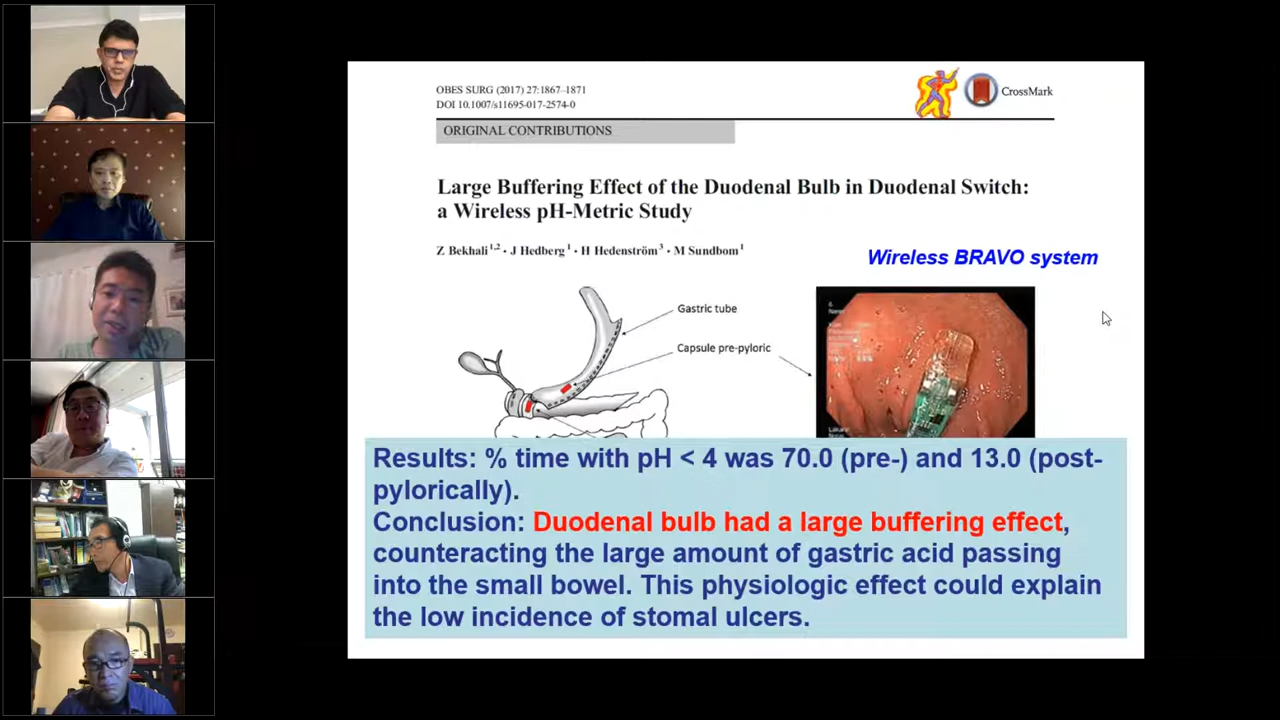 OBES SURG (2017) 27:1867–1871
DOI 10.1007/s11695-017-2574-0
CrossMark
ORIGINAL CONTRIBUTIONS
Large Buffering Effect of the Duodenal Bulb in Duodenal Switch:
a Wireless pH-Metric Study
Z Bekhali 1,2 · J Hedberg 1 · H Hedenström 3 · M Sundbom 1
Wireless BRAVO system
Gastric tube
Capsule pre-pyloric
Results: % time with pH < 4 was 70.0 (pre-) and 13.0 (post-
pylorically).
Conclusion: Duodenal bulb had a large buffering effect,
counteracting the large amount of gastric acid passing
into the small bowel. This physiologic effect could explain
the low incidence of stomal ulcers.